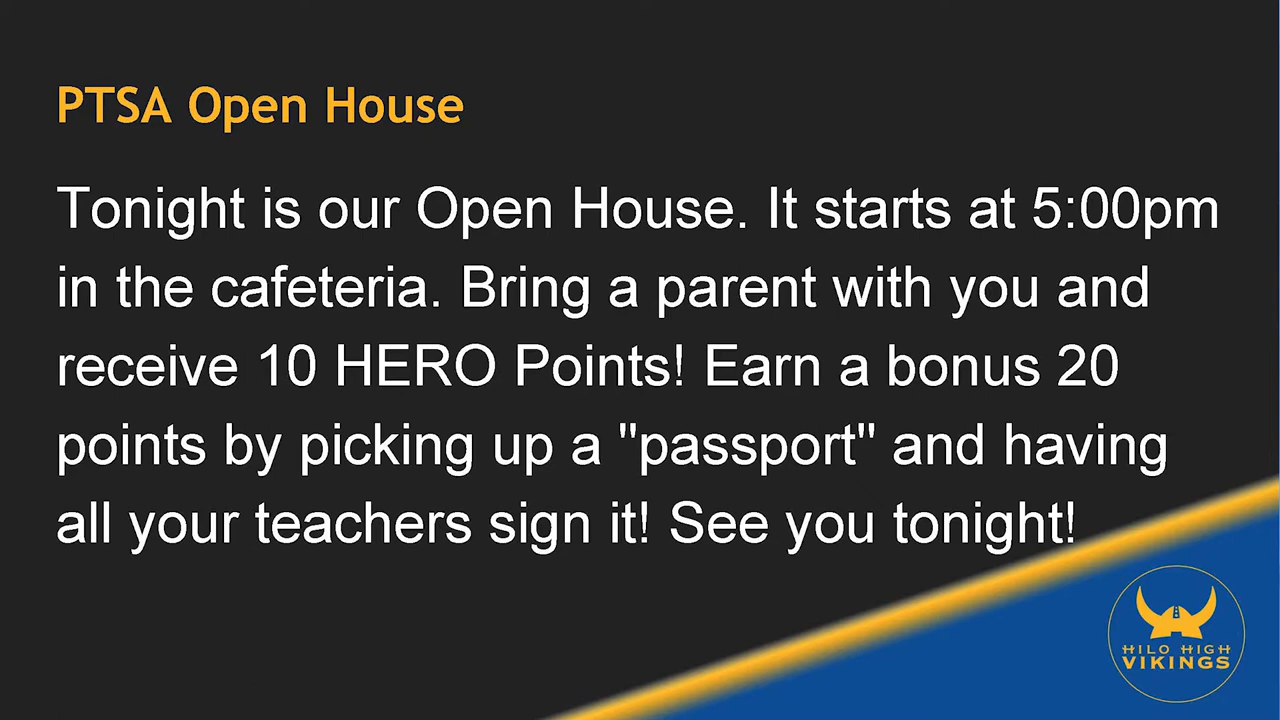 PTSA Open House
Tonight is our Open House. It starts at 5:00pm
in the cafeteria. Bring a parent with you and
receive 10 HERO Points! Earn a bonus 20
points by picking up a "passport" and having
all your teachers sign it! See you tonight!
HILO HIGH
VIKINGS